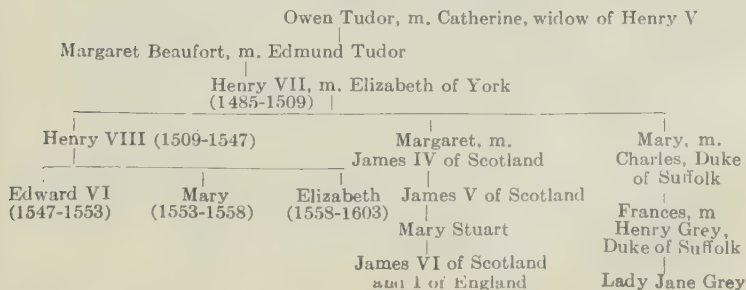 Owen Tudor, m. Catherine, widow of Henry V
Margaret Beaufort, m. Edmund Tudor
Henry VII, m. Elizabeth of York
(1485-1509)
Henry VIII (1509-1547)
Margaret, m.
James IV of Scotland
Mary, m.
Charles, Duke
of Suffolk
Edward VI
(1547-1553)
Mary
(1553-1558)
Elizabeth
(1558-1603)
James V of Scotland
Mary Stuart
James VI of Scotland
and I of England
Frances, m
Henry Grey,
Duke of Suffolk
Lady Jane Grey